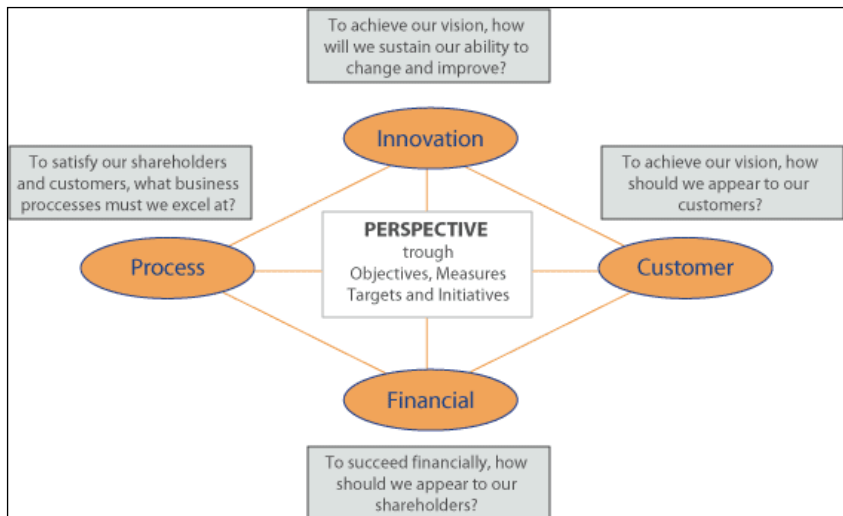 To achieve our vision, how
will we sustain our ability to
change and improve?
Innovation
To satisfy our shareholders
and customers, what business
proccesses must we excel at?
To achieve our vision, how
should we appear to our
customers?
PERSPECTIVE
trough
Objectives, Measures
Targets and Initiatives
Process
Customer
Financial
To succeed financially, how
should we appear to our
shareholders?